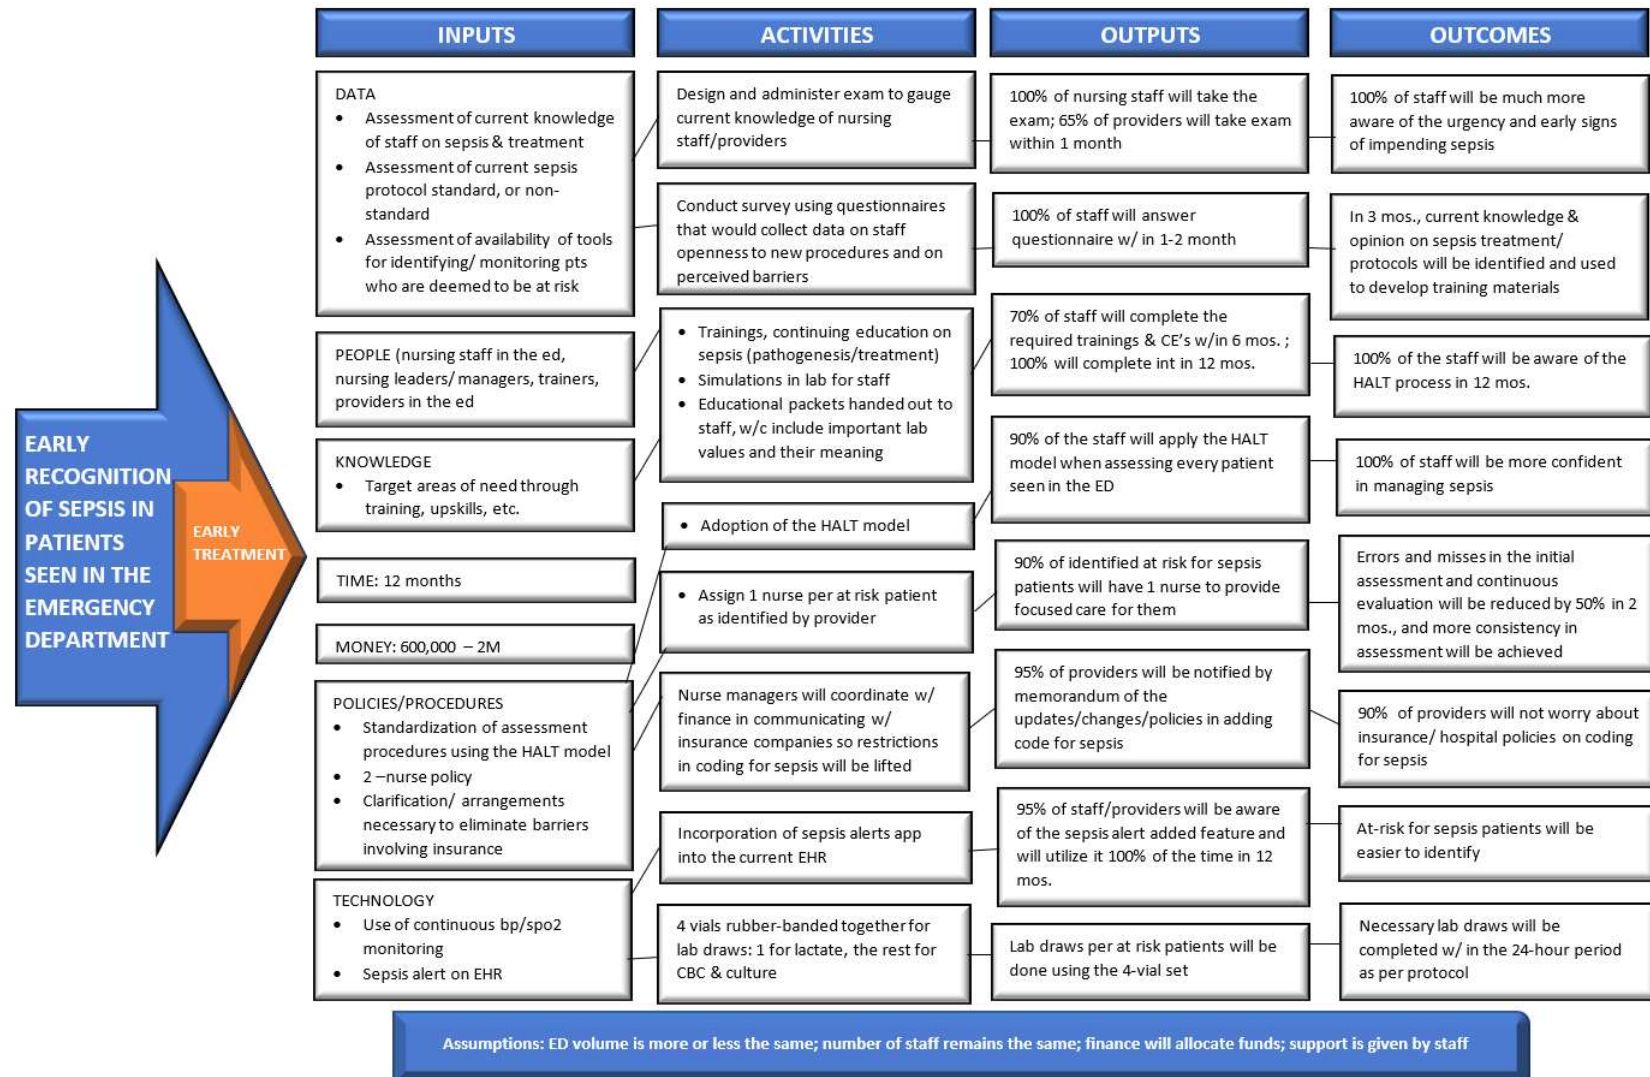 EARLY
RECOGNITION
OF SEPSIS IN
PATIENTS
SEEN IN THE
EMERGENCY
DEPARTMENT
EARLY
TREATMENT
INPUTS
DATA
• Assessment of current knowledge
of staff on sepsis & treatment
• Assessment of current sepsis
protocol standard, or non-
standard
• Assessment of availability of tools
for identifying/ monitoring pts
who are deemed to be at risk
PEOPLE (nursing staff in the ed,
nursing leaders/ managers, trainers,
providers in the ed
KNOWLEDGE
• Target areas of need through
training, upskills, etc.
TIME: 12 months
MONEY: 600,000 – 2M
POLICIES/PROCEDURES
• Standardization of assessment
procedures using the HALT model
• 2 –nurse policy
• Clarification/ arrangements
necessary to eliminate barriers
involving insurance
TECHNOLOGY
• Use of continuous bp/spo2
monitoring
• Sepsis alert on EHR
ACTIVITIES
Design and administer exam to gauge
current knowledge of nursing
staff/providers
Conduct survey using questionnaires
that would collect data on staff
openness to new procedures and on
perceived barriers
• Trainings, continuing education on
sepsis (pathogenesis/treatment)
• Simulations in lab for staff
• Educational packets handed out to
staff, w/c include important lab
values and their meaning
• Adoption of the HALT model
• Assign 1 nurse per at risk patient
as identified by provider
Nurse managers will coordinate w/
finance in communicating w/
insurance companies so restrictions
in coding for sepsis will be lifted
Incorporation of sepsis alerts app
into the current EHR
4 vials rubber-banded together for
lab draws: 1 for lactate, the rest for
CBC & culture
OUTPUTS
100% of nursing staff will take the
exam; 65% of providers will take exam
within 1 month
100% of staff will answer
questionnaire w/ in 1-2 month
70% of staff will complete the
required trainings & CE's w/in 6 mos. ;
100% will complete int in 12 mos.
90% of the staff will apply the HALT
model when assessing every patient
seen in the ED
90% of identified at risk for sepsis
patients will have 1 nurse to provide
focused care for them
95% of providers will be notified by
memorandum of the
updates/changes/policies in adding
code for sepsis
95% of staff/providers will be aware
of the sepsis alert added feature and
will utilize it 100% of the time in 12
mos.
Lab draws per at risk patients will be
done using the 4-vial set
OUTCOMES
100% of staff will be much more
aware of the urgency and early signs
of impending sepsis
In 3 mos., current knowledge &
opinion on sepsis treatment/
protocols will be identified and used
to develop training materials
100% of the staff will be aware of the
HALT process in 12 mos.
100% of staff will be more confident
in managing sepsis
Errors and misses in the initial
assessment and continuous
evaluation will be reduced by 50% in 2
mos., and more consistency in
assessment will be achieved
90% of providers will not worry about
insurance/ hospital policies on coding
for sepsis
At-risk for sepsis patients will be
easier to identify
Necessary lab draws will be
completed w/ in the 24-hour period
as per protocol
Assumptions: ED volume is more or less the same; number of staff remains the same; finance will allocate funds; support is given by staff